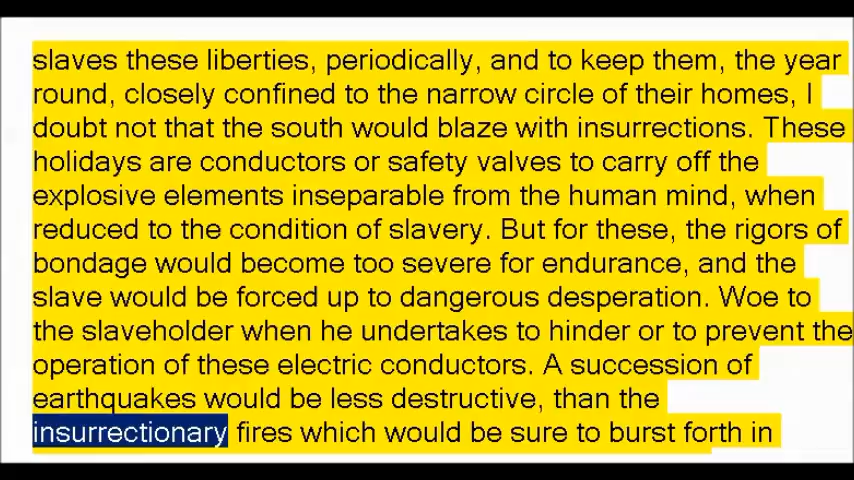 slaves these liberties, periodically, and to keep them, the year
round, closely confined to the narrow circle of their homes, I
doubt not that the south would blaze with insurrections. These
holidays are conductors or safety valves to carry off the
explosive elements inseparable from the human mind, when
reduced to the condition of slavery. But for these, the rigors of
bondage would become too severe for endurance, and the
slave would be forced up to dangerous desperation. Woe to
the slaveholder when he undertakes to hinder or to prevent the
operation of these electric conductors. A succession of
earthquakes would be less destructive, than the
insurrectionary fires which would be sure to burst forth in